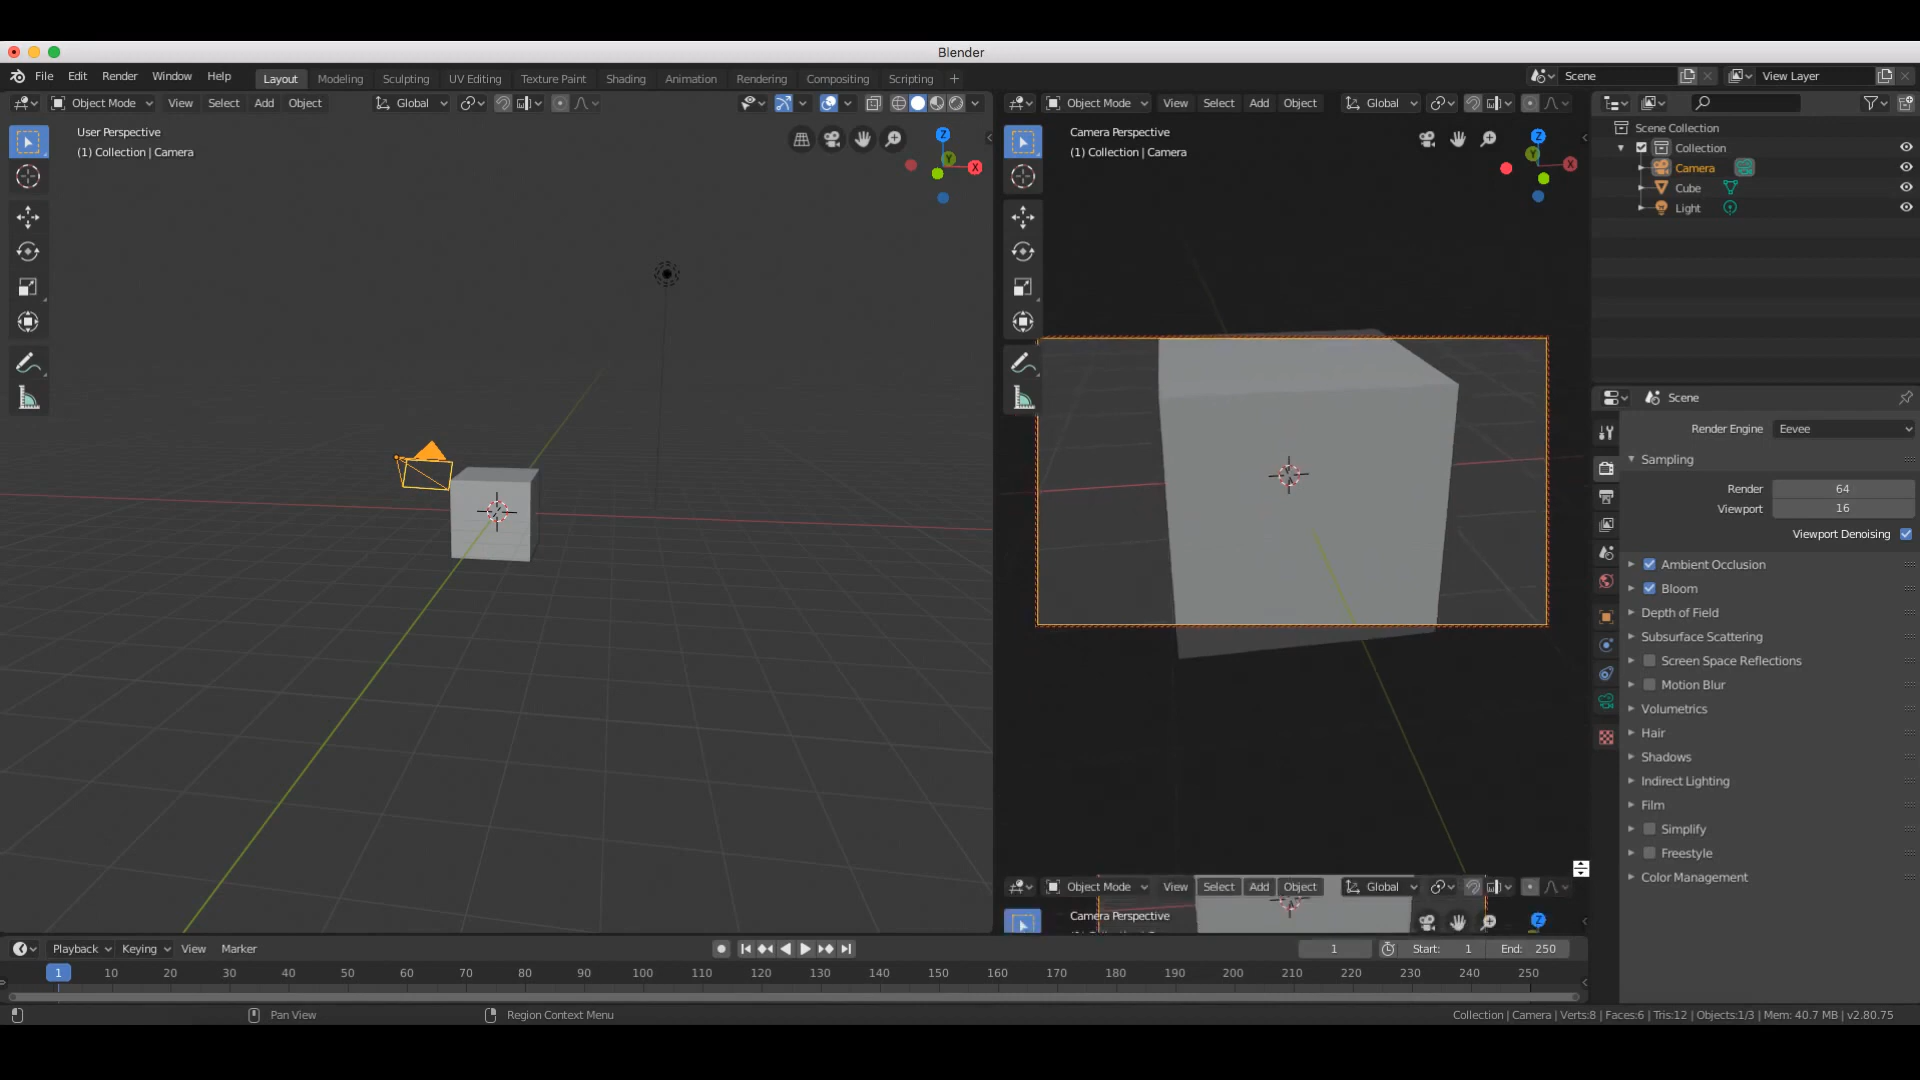 Blender
File Edit Render Window Help Layout Modeling Sculpting UV Editing Texture Paint Shading Animation Rendering Compositing Scripting + Scene View Layer
Object Mode View Select Add Object Global
User Perspective
(1) Collection | Camera
Z
Y
X
Object Mode View Select Add Object Global
Camera Perspective
(1) Collection | Camera
Z
Y
X
Object Mode View Select Add Object Global
Camera Perspective
Z
Scene Collection
Collection
Camera
Cube
Light
Scene
Render Engine Eevee
Sampling
Render 64
Viewport 16
Viewport Denoising
Ambient Occlusion
Bloom
Depth of Field
Subsurface Scattering
Screen Space Reflections
Motion Blur
Volumetrics
Hair
Shadows
Indirect Lighting
Film
Simplify
Freestyle
Color Management
Playback Keying View Marker 1 Start: 1 End: 250
1 10 20 30 40 50 60 70 80 90 100 110 120 130 140 150 160 170 180 190 200 210 220 230 240 250
Pan View Region Context Menu Collection | Camera | Verts:8 | Faces:6 | Tris:12 | Objects:1/3 | Mem: 40.7 MB | v2.80.75